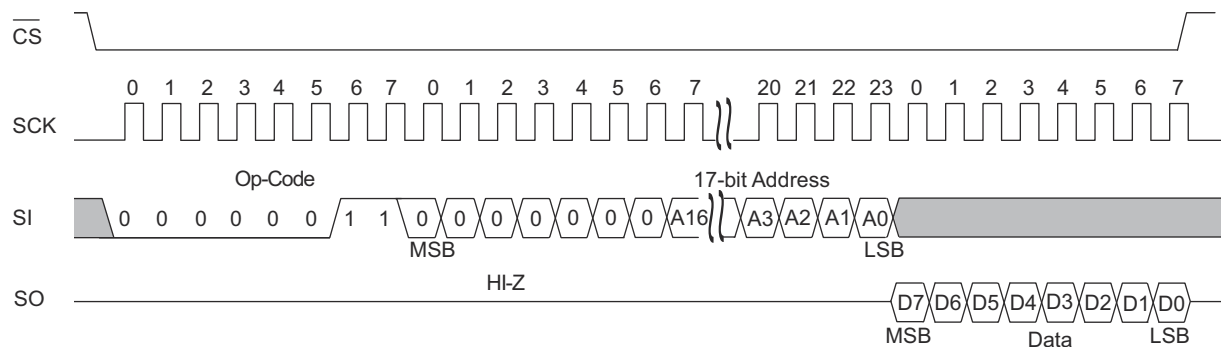 CS
0 1 2 3 4 5 6 7 0 1 2 3 4 5 6 7 20 21 22 23 0 1 2 3 4 5 6 7
SCK
Op-Code 17-bit Address
SI 0 0 0 0 0 0 1 1 0 0 0 0 0 0 0 A16 A3 A2 A1 A0
MSB LSB
HI-Z
SO D7 D6 D5 D4 D3 D2 D1 D0
MSB Data LSB